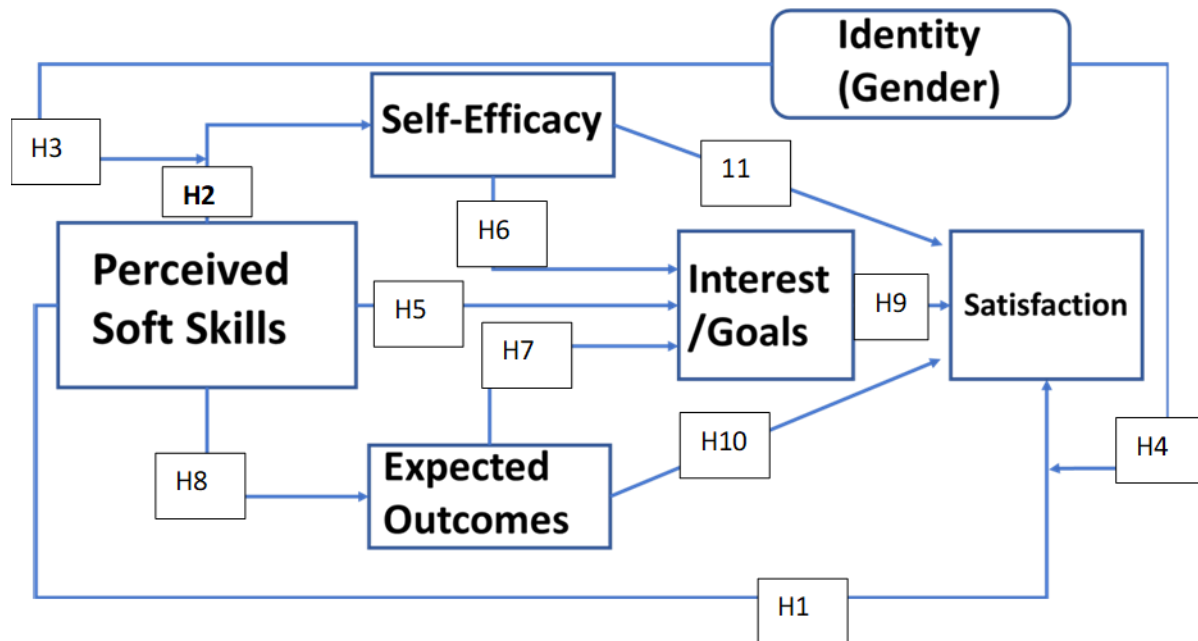 Identity
(Gender)
Self-Efficacy
H3
11
H2
H6
Perceived
Soft Skills
Interest
/Goals
Satisfaction
H5
H9
H7
H10
H4
Expected
Outcomes
H8
H1